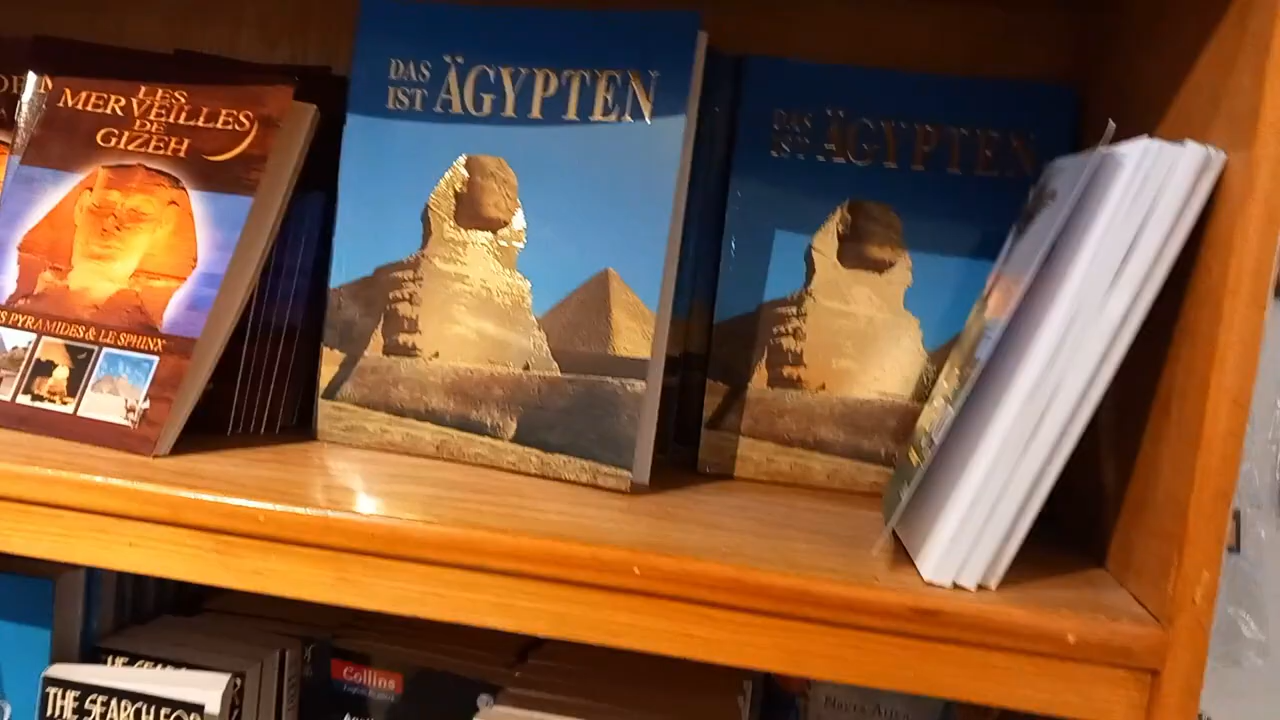 LES
MERVEILLES
DE
GIZEH
PYRAMIDES & LE SPHINX
DAS
IST ÄGYPTEN
DAS
IST ÄGYPTEN
THE SEARCH FOR
Collins